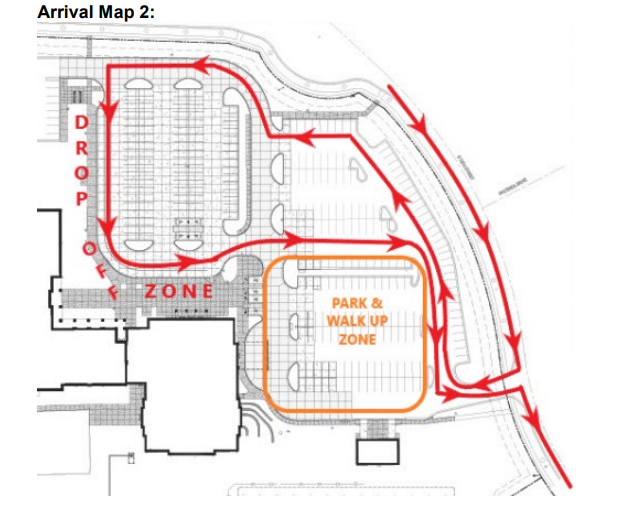 Arrival Map 2:
DROP OFF ZONE
PARK &
WALK UP
ZONE